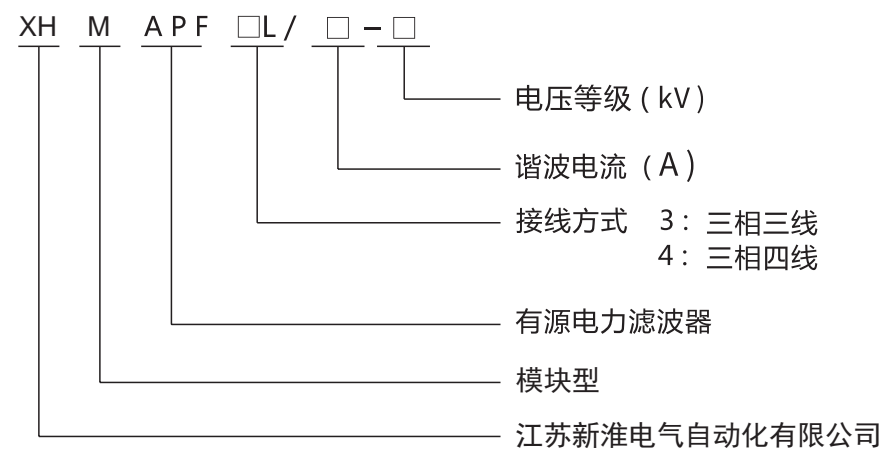 XH M APF □L/ □-□
电压等级(kV)
谐波电流(A)
接线方式 3：三相三线
4：三相四线
有源电力滤波器
模块型
江苏新淮电气自动化有限公司